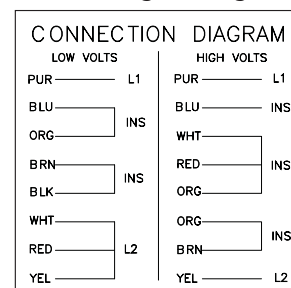 CONNECTION DIAGRAM
LOW VOLTS
PUR L1
BLU
INS
ORG
BRN
INS
BLK
WHT
RED L2
YEL
HIGH VOLTS
PUR L1
BLU INS
WHT
RED INS
ORG
ORG
INS
BRN
YEL L2